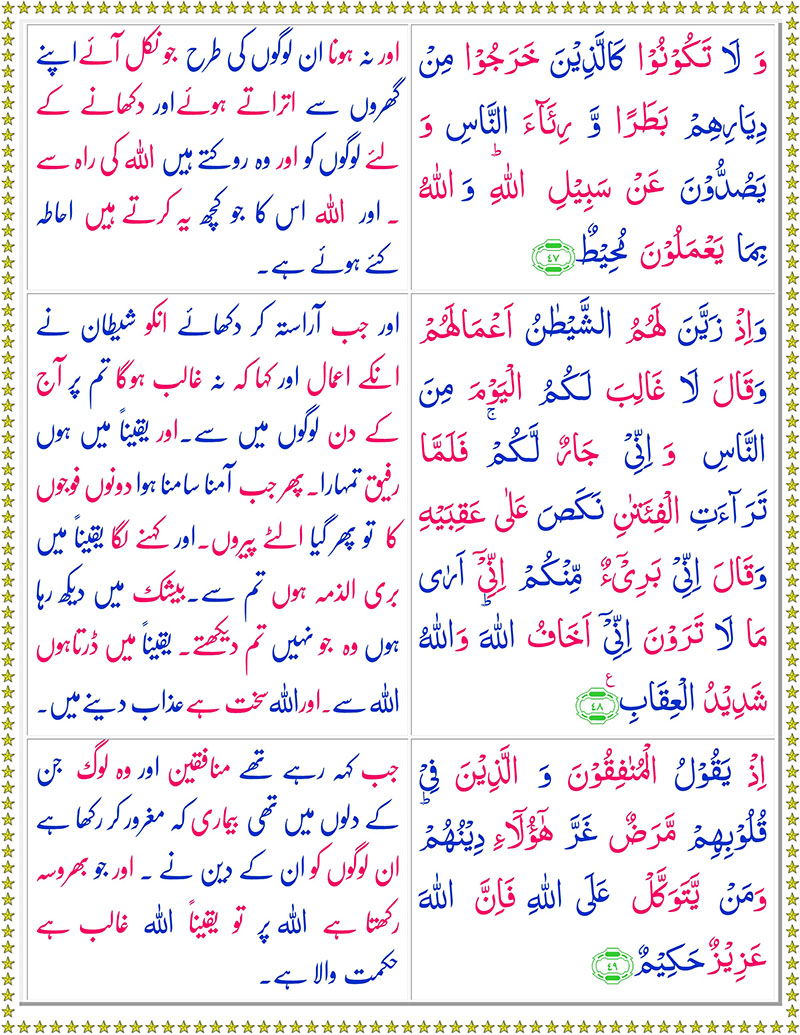 وَ لَا تَكُوْنُوْا كَالَّذِيْنَ خَرَجُوْا مِنْ
دِيَارِهِمْ بَطَرًا وَّ رِئَآءَ النَّاسِ وَ
يَصُدُّوْنَ عَنْ سَبِيْلِ اللّٰهِؕ وَ اللّٰهُ
بِمَا يَعْمَلُوْنَ مُحِيْطٌ ﴿۴۷﴾
اور نہ ہونا ان لوگوں کی طرح جو نکل آئے اپنے
گھروں سے اتراتے ہوئے اور دکھانے کے
لئے لوگوں کو اور وہ روکتے ہیں اللہ کی راہ سے
۔ اور اللہ اس کا جو کچھ یہ کرتے ہیں احاطہ
کئے ہوئے ہے۔
وَاِذْ زَيَّنَ لَهُمُ الشَّيْطٰنُ اَعْمَالَهُمْ
وَقَالَ لَا غَالِبَ لَكُمُ الْيَوْمَ مِنَ
النَّاسِ وَ اِنِّىْ جَارٌ لَّكُمْۚ فَلَمَّا
تَرَآءَتِ الْفِئَتٰنِ نَكَصَ عَلٰى عَقِبَيْهِ
وَقَالَ اِنِّىْ بَرِىْٓءٌ مِّنْكُمْ اِنِّىْۤ اَرٰى
مَا لَا تَرَوْنَ اِنِّىْۤ اَخَافُ اللّٰهَؕ وَاللّٰهُ
شَدِيْدُ الْعِقَابِ ﴿۴۸﴾ ع
اور جب آراستہ کر دکھائے انکو شیطان نے
انکے اعمال اور کہا کہ نہ غالب ہوگا تم پر آج
کے دن لوگوں میں سے۔اور یقیناً میں ہوں
رفیق تمہارا۔پھر جب آمنا سامنا ہوا دونوں فوجوں
کا تو پھر گیا الٹے پیروں۔اور کہنے لگا یقیناً میں
بری الذمہ ہوں تم سے۔بیشک میں دیکھ رہا
ہوں وہ جو نہیں تم دیکھتے۔ یقیناً میں ڈرتا ہوں
اللہ سے۔اور اللہ سخت ہے عذاب دینے میں۔
اِذْ يَقُوْلُ الْمُنٰفِقُوْنَ وَ الَّذِيْنَ فِىْ
قُلُوْبِهِمْ مَّرَضٌ غَرَّ هٰٓؤُلَآءِ دِيْنُهُمْؕ
وَمَنْ يَّتَوَكَّلْ عَلَى اللّٰهِ فَاِنَّ اللّٰهَ
عَزِيْزٌ حَكِيْمٌ ﴿۴۹﴾
جب کہہ رہے تھے منافقین اور وہ لوگ جن
کے دلوں میں تھی بیماری کہ مغرور کر رکھا ہے
ان لوگوں کو ان کے دین نے ۔ اور جو بھروسہ
رکھتا ہے اللہ پر تو یقیناً اللہ غالب ہے
حکمت والا ہے۔